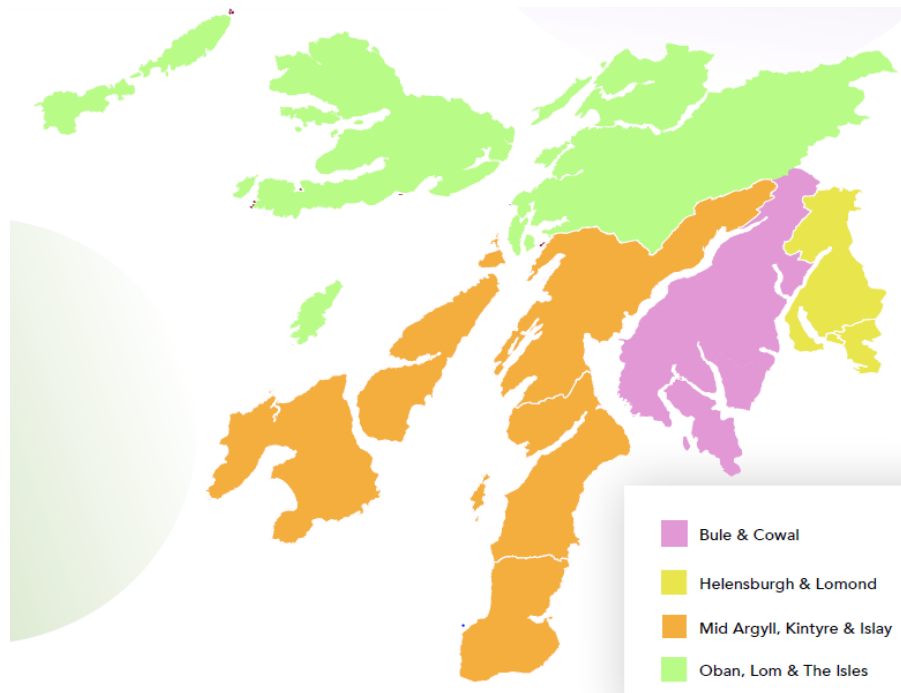 Bule & Cowal
Helensburgh & Lomond
Mid Argyll, Kintyre & Islay
Oban, Lom & The Isles